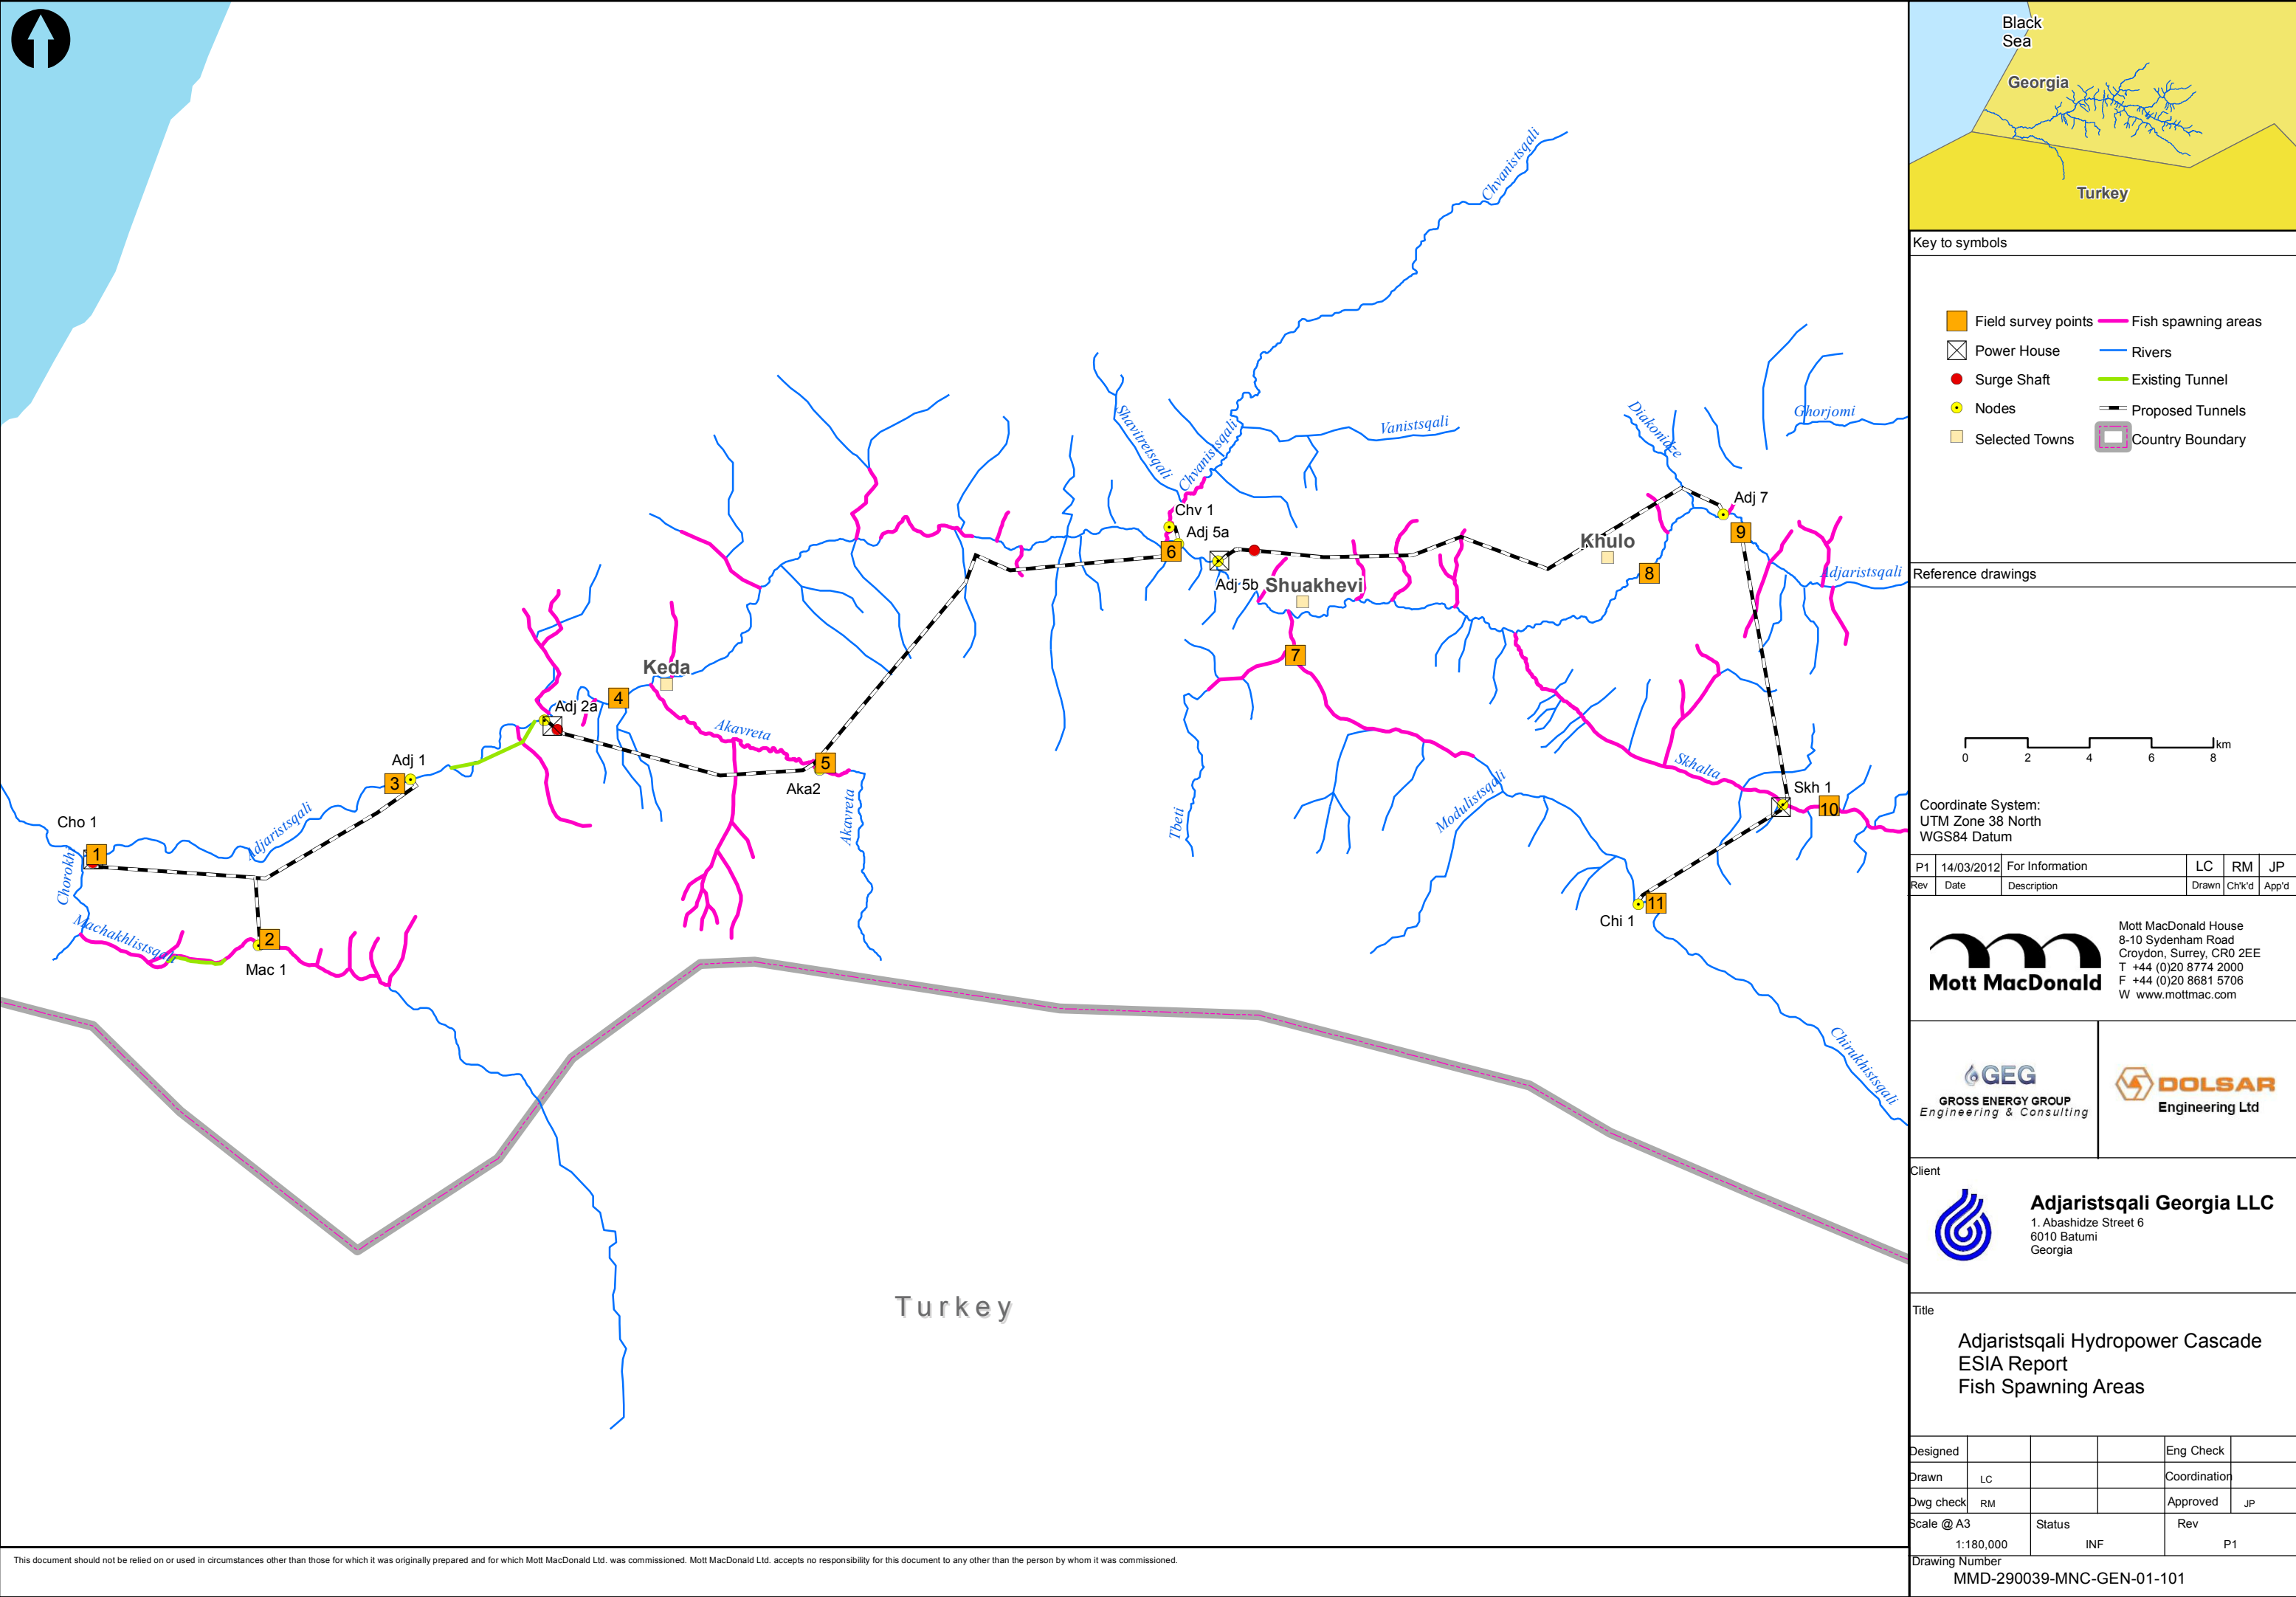 Chvanistsqali
Shavitretsqali
Chvanistsqali
Vanistsqali
Diakonidze
Ghorjomi
Chv 1
Adj 5a
6
Adj 5b
Shuakhevi
Khulo
Adj 7
9
8
Adjaristsqali
7
Keda
4
Adj 2a
Akavreta
5
Aka2
Akavreta
Adj 1
3
Adjaristsqali
Cho 1
1
Chorokhi
Machakhlistsqali
2
Mac 1
Tbeti
Modulistsqali
Skhalta
Skh 1
10
Chi 1
11
Chirukhistsqali
Turkey
This document should not be relied on or used in circumstances other than those for which it was originally prepared and for which Mott MacDonald Ltd. was commissioned. Mott MacDonald Ltd. accepts no responsibility for this document to any other than the person by whom it was commissioned.
Black
Sea
Georgia
Turkey
Key to symbols
Field survey points
Fish spawning areas
Power House
Rivers
Surge Shaft
Existing Tunnel
Nodes
Proposed Tunnels
Selected Towns
Country Boundary
Reference drawings
km
0 2 4 6 8
Coordinate System:
UTM Zone 38 North
WGS84 Datum
P1 14/03/2012 For Information LC RM JP
Rev Date Description Drawn Ch'k'd App'd
Mott MacDonald
Mott MacDonald House
8-10 Sydenham Road
Croydon, Surrey, CR0 2EE
T +44 (0)20 8774 2000
F +44 (0)20 8681 5706
W www.mottmac.com
GEG
GROSS ENERGY GROUP
Engineering & Consulting
DOLSAR
Engineering Ltd
Client
Adjaristsqali Georgia LLC
1. Abashidze Street 6
6010 Batumi
Georgia
Title
Adjaristsqali Hydropower Cascade
ESIA Report
Fish Spawning Areas
Designed Eng Check
Drawn LC Coordination
Dwg check RM Approved JP
Scale @ A3 Status Rev
1:180,000 INF P1
Drawing Number
MMD-290039-MNC-GEN-01-101